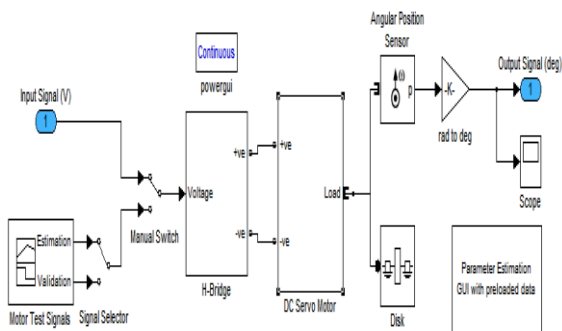 Continuous
powergui
Input Signal (V)
1
Angular Position
Sensor
p
-K-
rad to deg
Output Signal (deg)
1
Scope
Manual Switch
Voltage
+ve
-ve
H-Bridge
+ve
-ve
Load
DC Servo Motor
Disk
Estimation
Validation
Motor Test Signals
Signal Selector
Parameter Estimation
GUI with preloaded data